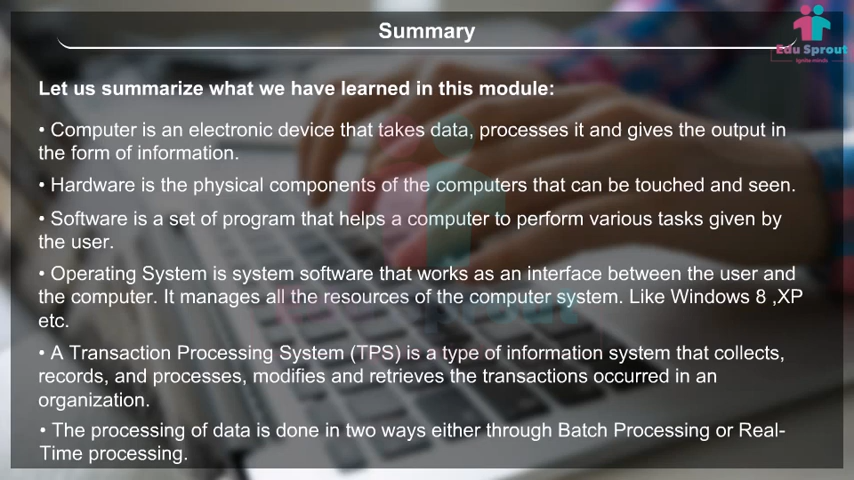 Summary
Edu Sprout
ignite minds
Let us summarize what we have learned in this module:
• Computer is an electronic device that takes data, processes it and gives the output in
the form of information.
• Hardware is the physical components of the computers that can be touched and seen.
• Software is a set of program that helps a computer to perform various tasks given by
the user.
• Operating System is system software that works as an interface between the user and
the computer. It manages all the resources of the computer system. Like Windows 8 ,XP
etc.
• A Transaction Processing System (TPS) is a type of information system that collects,
records, and processes, modifies and retrieves the transactions occurred in an
organization.
• The processing of data is done in two ways either through Batch Processing or Real-
Time processing.